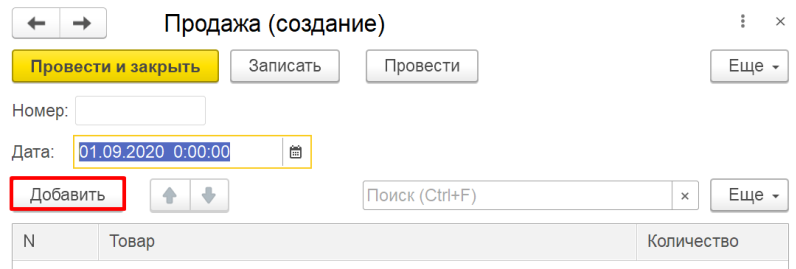 Продажа (создание)
Провести и закрыть Записать Провести Еще
Номер:
Дата: 01.09.2020 0:00:00
Добавить Поиск (Ctrl+F) × Еще
N Товар Количество